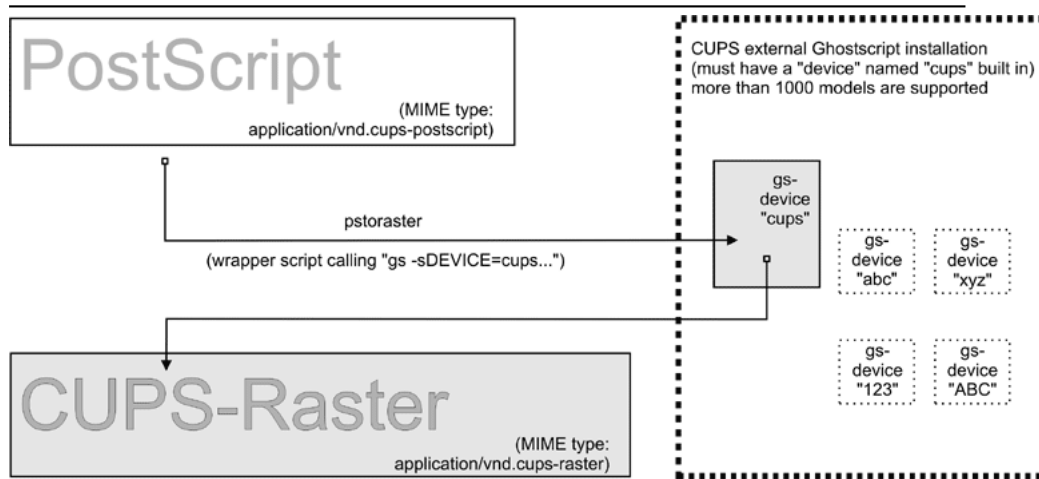 PostScript
(MIME type:
application/vnd.cups-postscript)
CUPS external Ghostscript installation
(must have a "device" named "cups" built in)
more than 1000 models are supported
gs-
device
"cups"
pstoraster
(wrapper script calling "gs -sDEVICE=cups...")
gs-
device
"abc"
gs-
device
"xyz"
gs-
device
"123"
gs-
device
"ABC"
CUPS-Raster
(MIME type:
application/vnd.cups-raster)